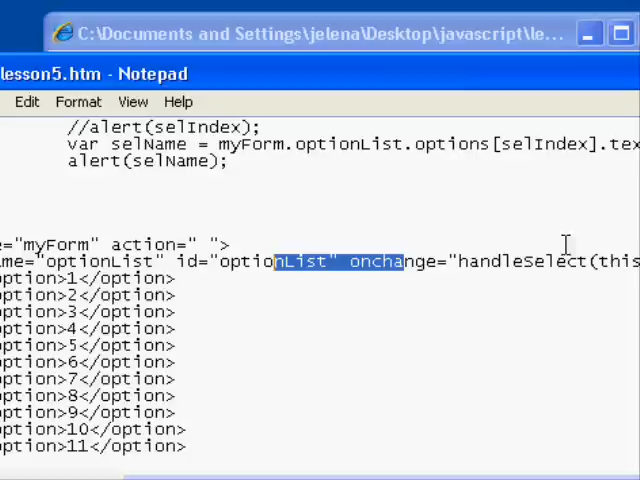 C:\Documents and Settings\jelena\Desktop\javascript\le...
lesson5.htm - Notepad
Edit Format View Help
//alert(selIndex);
var selName = myForm.optionList.options[selIndex].tex
alert(selName);
e="myForm" action=" ">
ame="optionList" id="optionList" onchange="handleSelect(this
option>1</option>
option>2</option>
option>3</option>
option>4</option>
option>5</option>
option>6</option>
option>7</option>
option>8</option>
option>9</option>
option>10</option>
option>11</option>